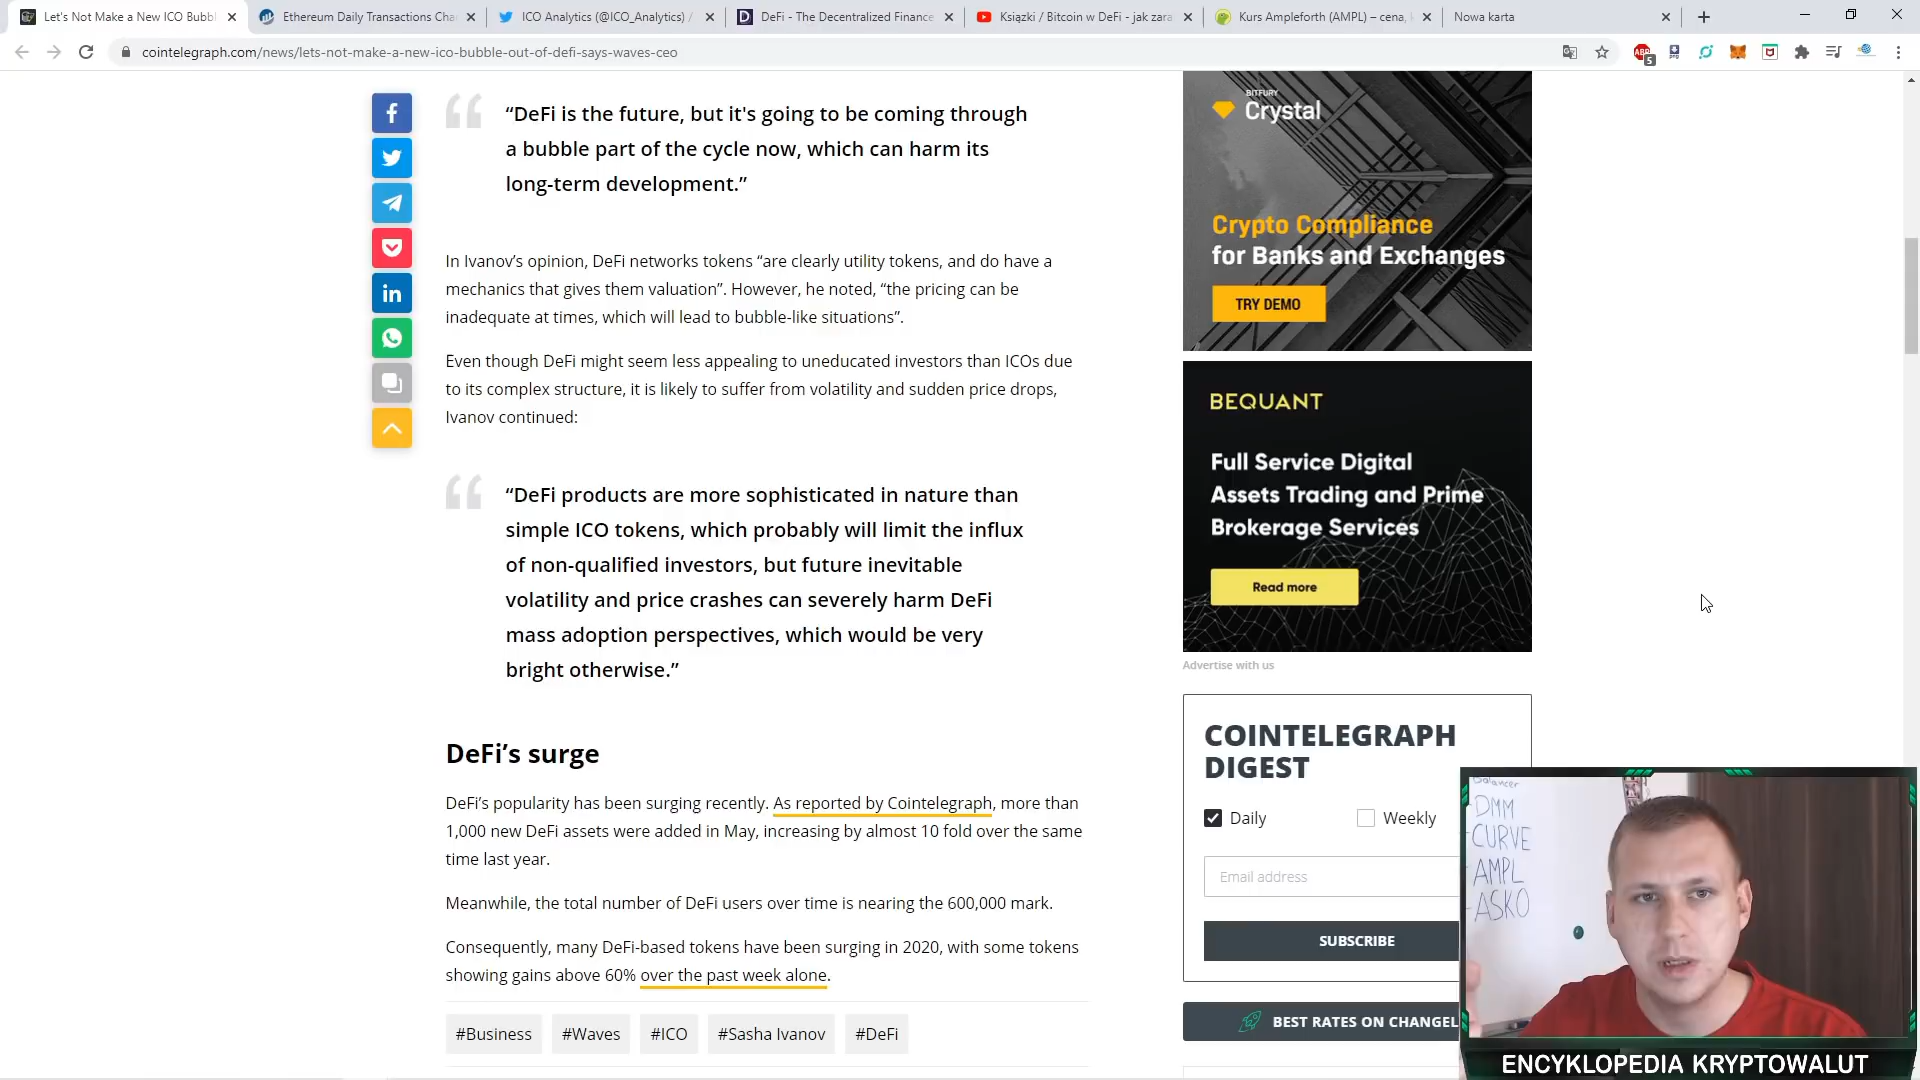 Let's Not Make a New ICO Bubbl
Ethereum Daily Transactions Cha
ICO Analytics (@ICO_Analytics) /
DeFi - The Decentralized Finance
Książki / Bitcoin w DeFi - jak zara
Kurs Ampleforth (AMPL) – cena,
Nowa karta
cointelegraph.com/news/lets-not-make-a-new-ico-bubble-out-of-defi-says-waves-ceo
ABP
5
“DeFi is the future, but it's going to be coming through
a bubble part of the cycle now, which can harm its
long-term development.”
In Ivanov’s opinion, DeFi networks tokens “are clearly utility tokens, and do have a
mechanics that gives them valuation”. However, he noted, “the pricing can be
inadequate at times, which will lead to bubble-like situations”.
Even though DeFi might seem less appealing to uneducated investors than ICOs due
to its complex structure, it is likely to suffer from volatility and sudden price drops,
Ivanov continued:
“DeFi products are more sophisticated in nature than
simple ICO tokens, which probably will limit the influx
of non-qualified investors, but future inevitable
volatility and price crashes can severely harm DeFi
mass adoption perspectives, which would be very
bright otherwise.”
DeFi’s surge
DeFi’s popularity has been surging recently. As reported by Cointelegraph, more than
1,000 new DeFi assets were added in May, increasing by almost 10 fold over the same
time last year.
Meanwhile, the total number of DeFi users over time is nearing the 600,000 mark.
Consequently, many DeFi-based tokens have been surging in 2020, with some tokens
showing gains above 60% over the past week alone.
#Business
#Waves
#ICO
#Sasha Ivanov
#DeFi
BITFURY
Crystal
Crypto Compliance
for Banks and Exchanges
TRY DEMO
BEQUANT
Full Service Digital
Assets Trading and Prime
Brokerage Services
Read more
Advertise with us
COINTELEGRAPH
DIGEST
Daily
Weekly
Email address
SUBSCRIBE
BEST RATES ON CHANGEL
Balancer
DMM
CURVE
AMPL
ASKO
ENCYKLOPEDIA KRYPTOWALUT